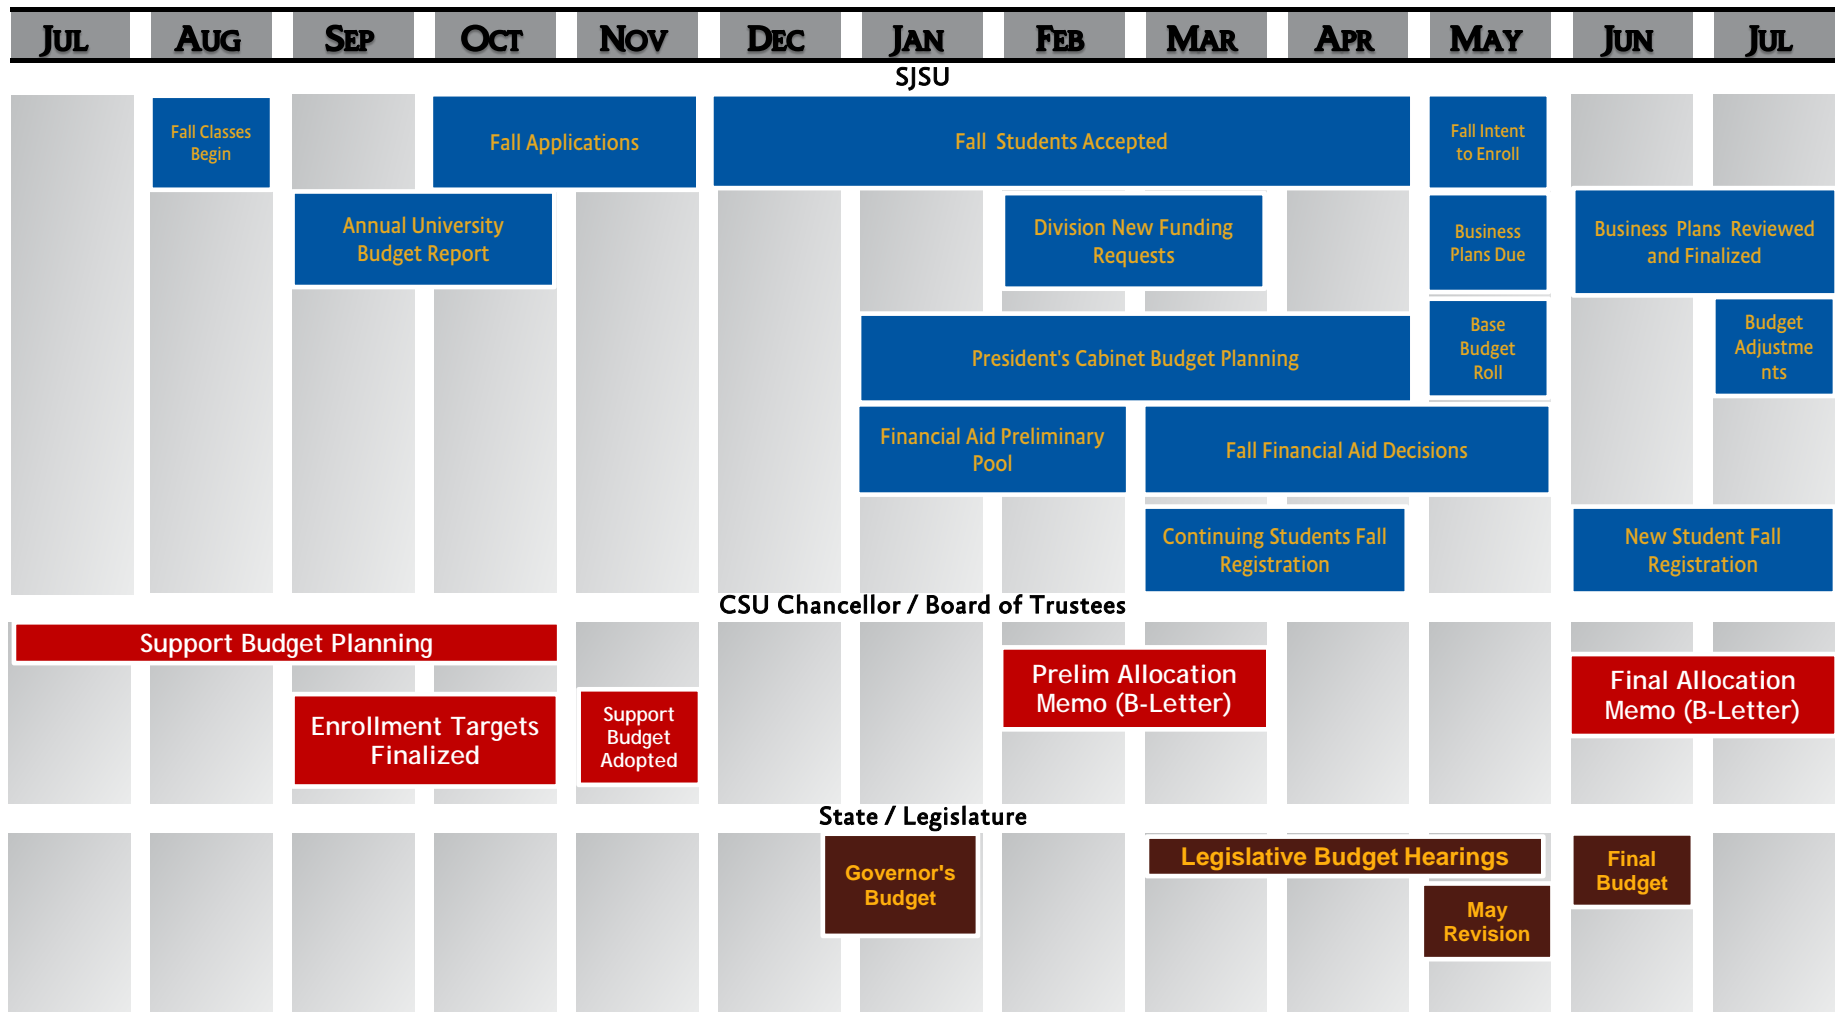 JUL AUG SEP OCT NOV DEC JAN FEB MAR APR MAY JUN JUL
SJSU
Fall Classes
Begin
Fall Applications
Fall Students Accepted
Fall Intent
to Enroll
Annual University
Budget Report
Division New Funding
Requests
Business
Plans Due
Business Plans Reviewed
and Finalized
President's Cabinet Budget Planning
Base
Budget
Roll
Budget
Adjustme
nts
Financial Aid Preliminary
Pool
Fall Financial Aid Decisions
Continuing Students Fall
Registration
New Student Fall
Registration
CSU Chancellor / Board of Trustees
Support Budget Planning
Enrollment Targets
Finalized
Support
Budget
Adopted
Prelim Allocation
Memo (B-Letter)
Final Allocation
Memo (B-Letter)
State / Legislature
Governor's
Budget
Legislative Budget Hearings
May
Revision
Final
Budget